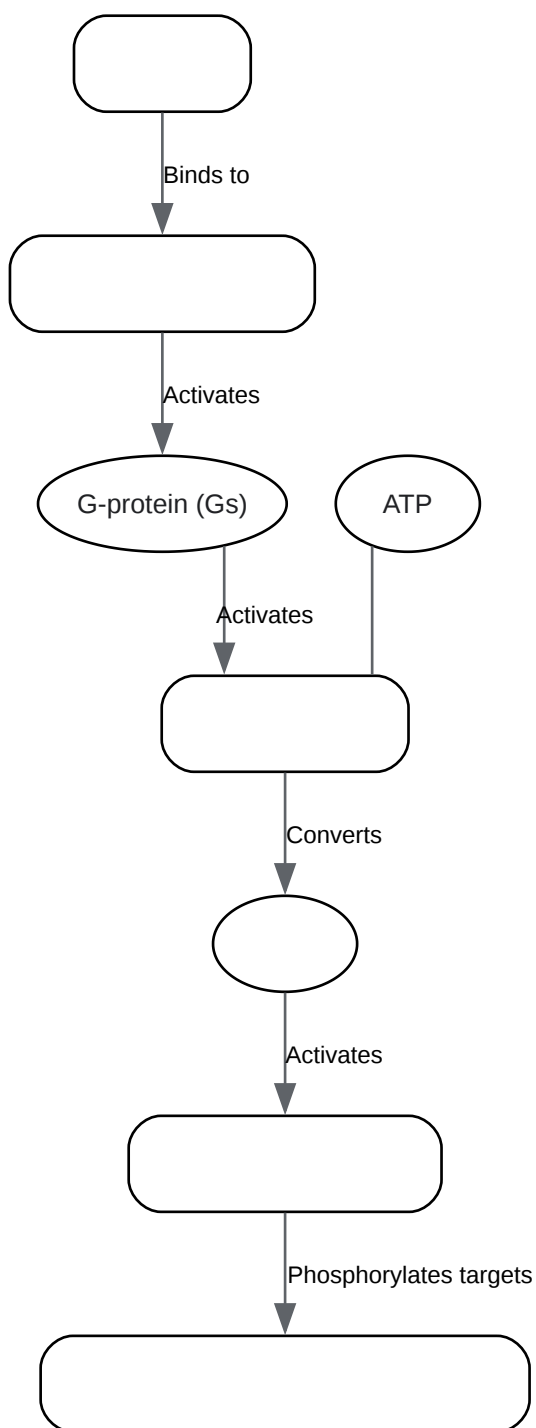 Binds to
Activates
G-protein (Gs)
ATP
Activates
Converts
Activates
Phosphorylates targets